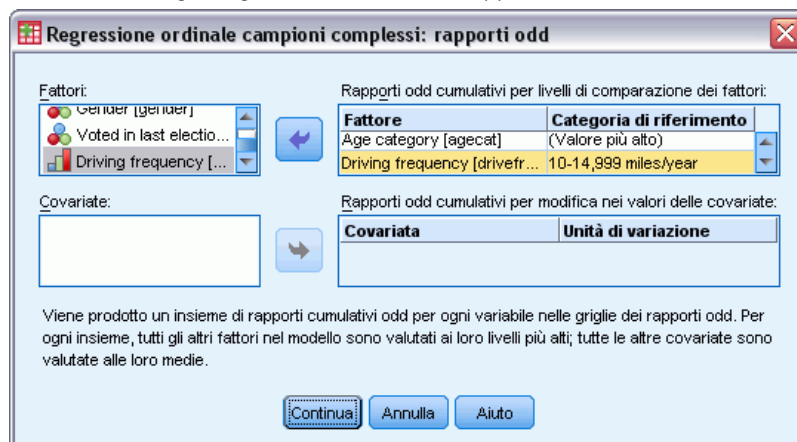 Regressione ordinale campioni complessi: rapporti odd
Fattori:
Gender [gender]
Voted in last electio...
Driving frequency [...
Rapporti odd cumulativi per livelli di comparazione dei fattori:
Fattore Categoria di riferimento
Age category [agecat] (Valore più alto)
Driving frequency [drivefr... 10-14,999 miles/year
Covariate:
Rapporti odd cumulativi per modifica nei valori delle covariate:
Covariata Unità di variazione
Viene prodotto un insieme di rapporti cumulativi odd per ogni variabile nelle griglie dei rapporti odd. Per
ogni insieme, tutti gli altri fattori nel modello sono valutati ai loro livelli più alti; tutte le altre covariate sono
valutate alle loro medie.
Continua Annulla Aiuto